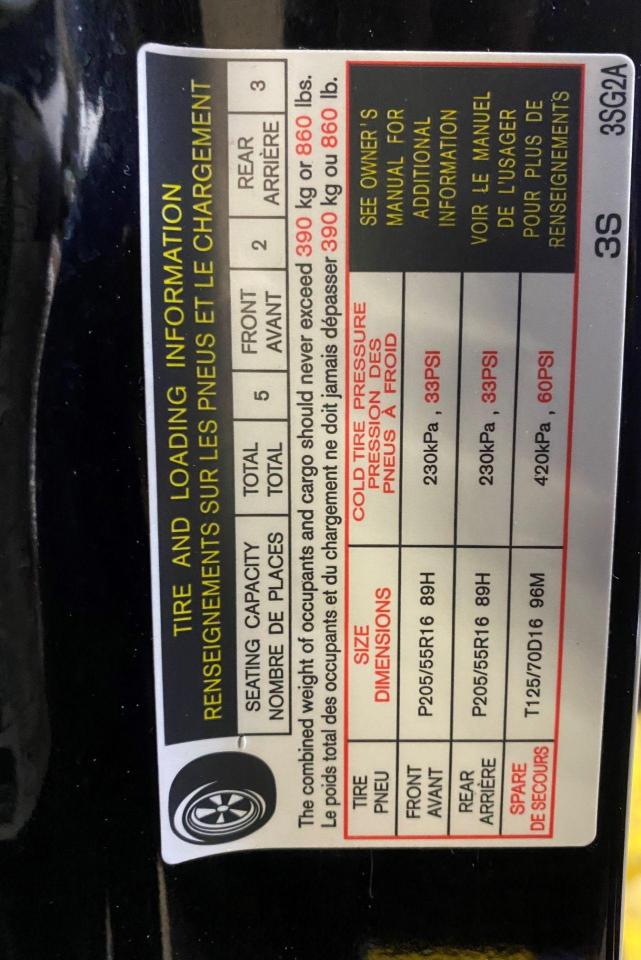 TIRE AND LOADING INFORMATION
RENSEIGNEMENTS SUR LES PNEUS ET LE CHARGEMENT
SEATING CAPACITY
NOMBRE DE PLACES
TOTAL
TOTAL
5
FRONT
AVANT
2
REAR
ARRIÈRE
3
The combined weight of occupants and cargo should never exceed 390 kg or 860 lbs.
Le poids total des occupants et du chargement ne doit jamais dépasser 390 kg ou 860 lb.
TIRE
PNEU
SIZE
DIMENSIONS
COLD TIRE PRESSURE
PRESSION DES
PNEUS À FROID
FRONT
AVANT
P205/55R16 89H
230kPa, 33PSI
REAR
ARRIÈRE
P205/55R16 89H
230kPa, 33PSI
SPARE
DE SECOURS
T125/70D16 96M
420kPa, 60PSI
SEE OWNER'S
MANUAL FOR
ADDITIONAL
INFORMATION
VOIR LE MANUEL
DE L'USAGER
POUR PLUS DE
RENSEIGNEMENTS
3S 3SG2A